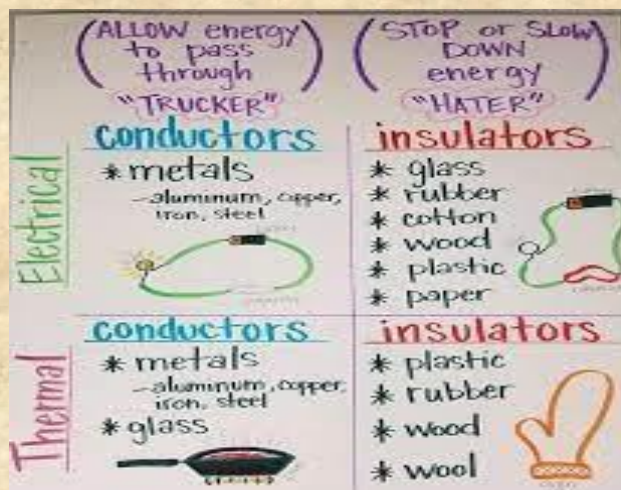 (ALLOW energy
to pass
through
"TRUCKER"
(STOP or SLOW
DOWN
energy
"HATER"
Electrical
conductors
* metals
- aluminum, copper,
iron, steel
insulators
* glass
* rubber
* cotton
* wood
* plastic
* paper
Thermal
conductors
* metals
- aluminum, copper,
iron, steel
* glass
insulators
* plastic
* rubber
* wood
* wool